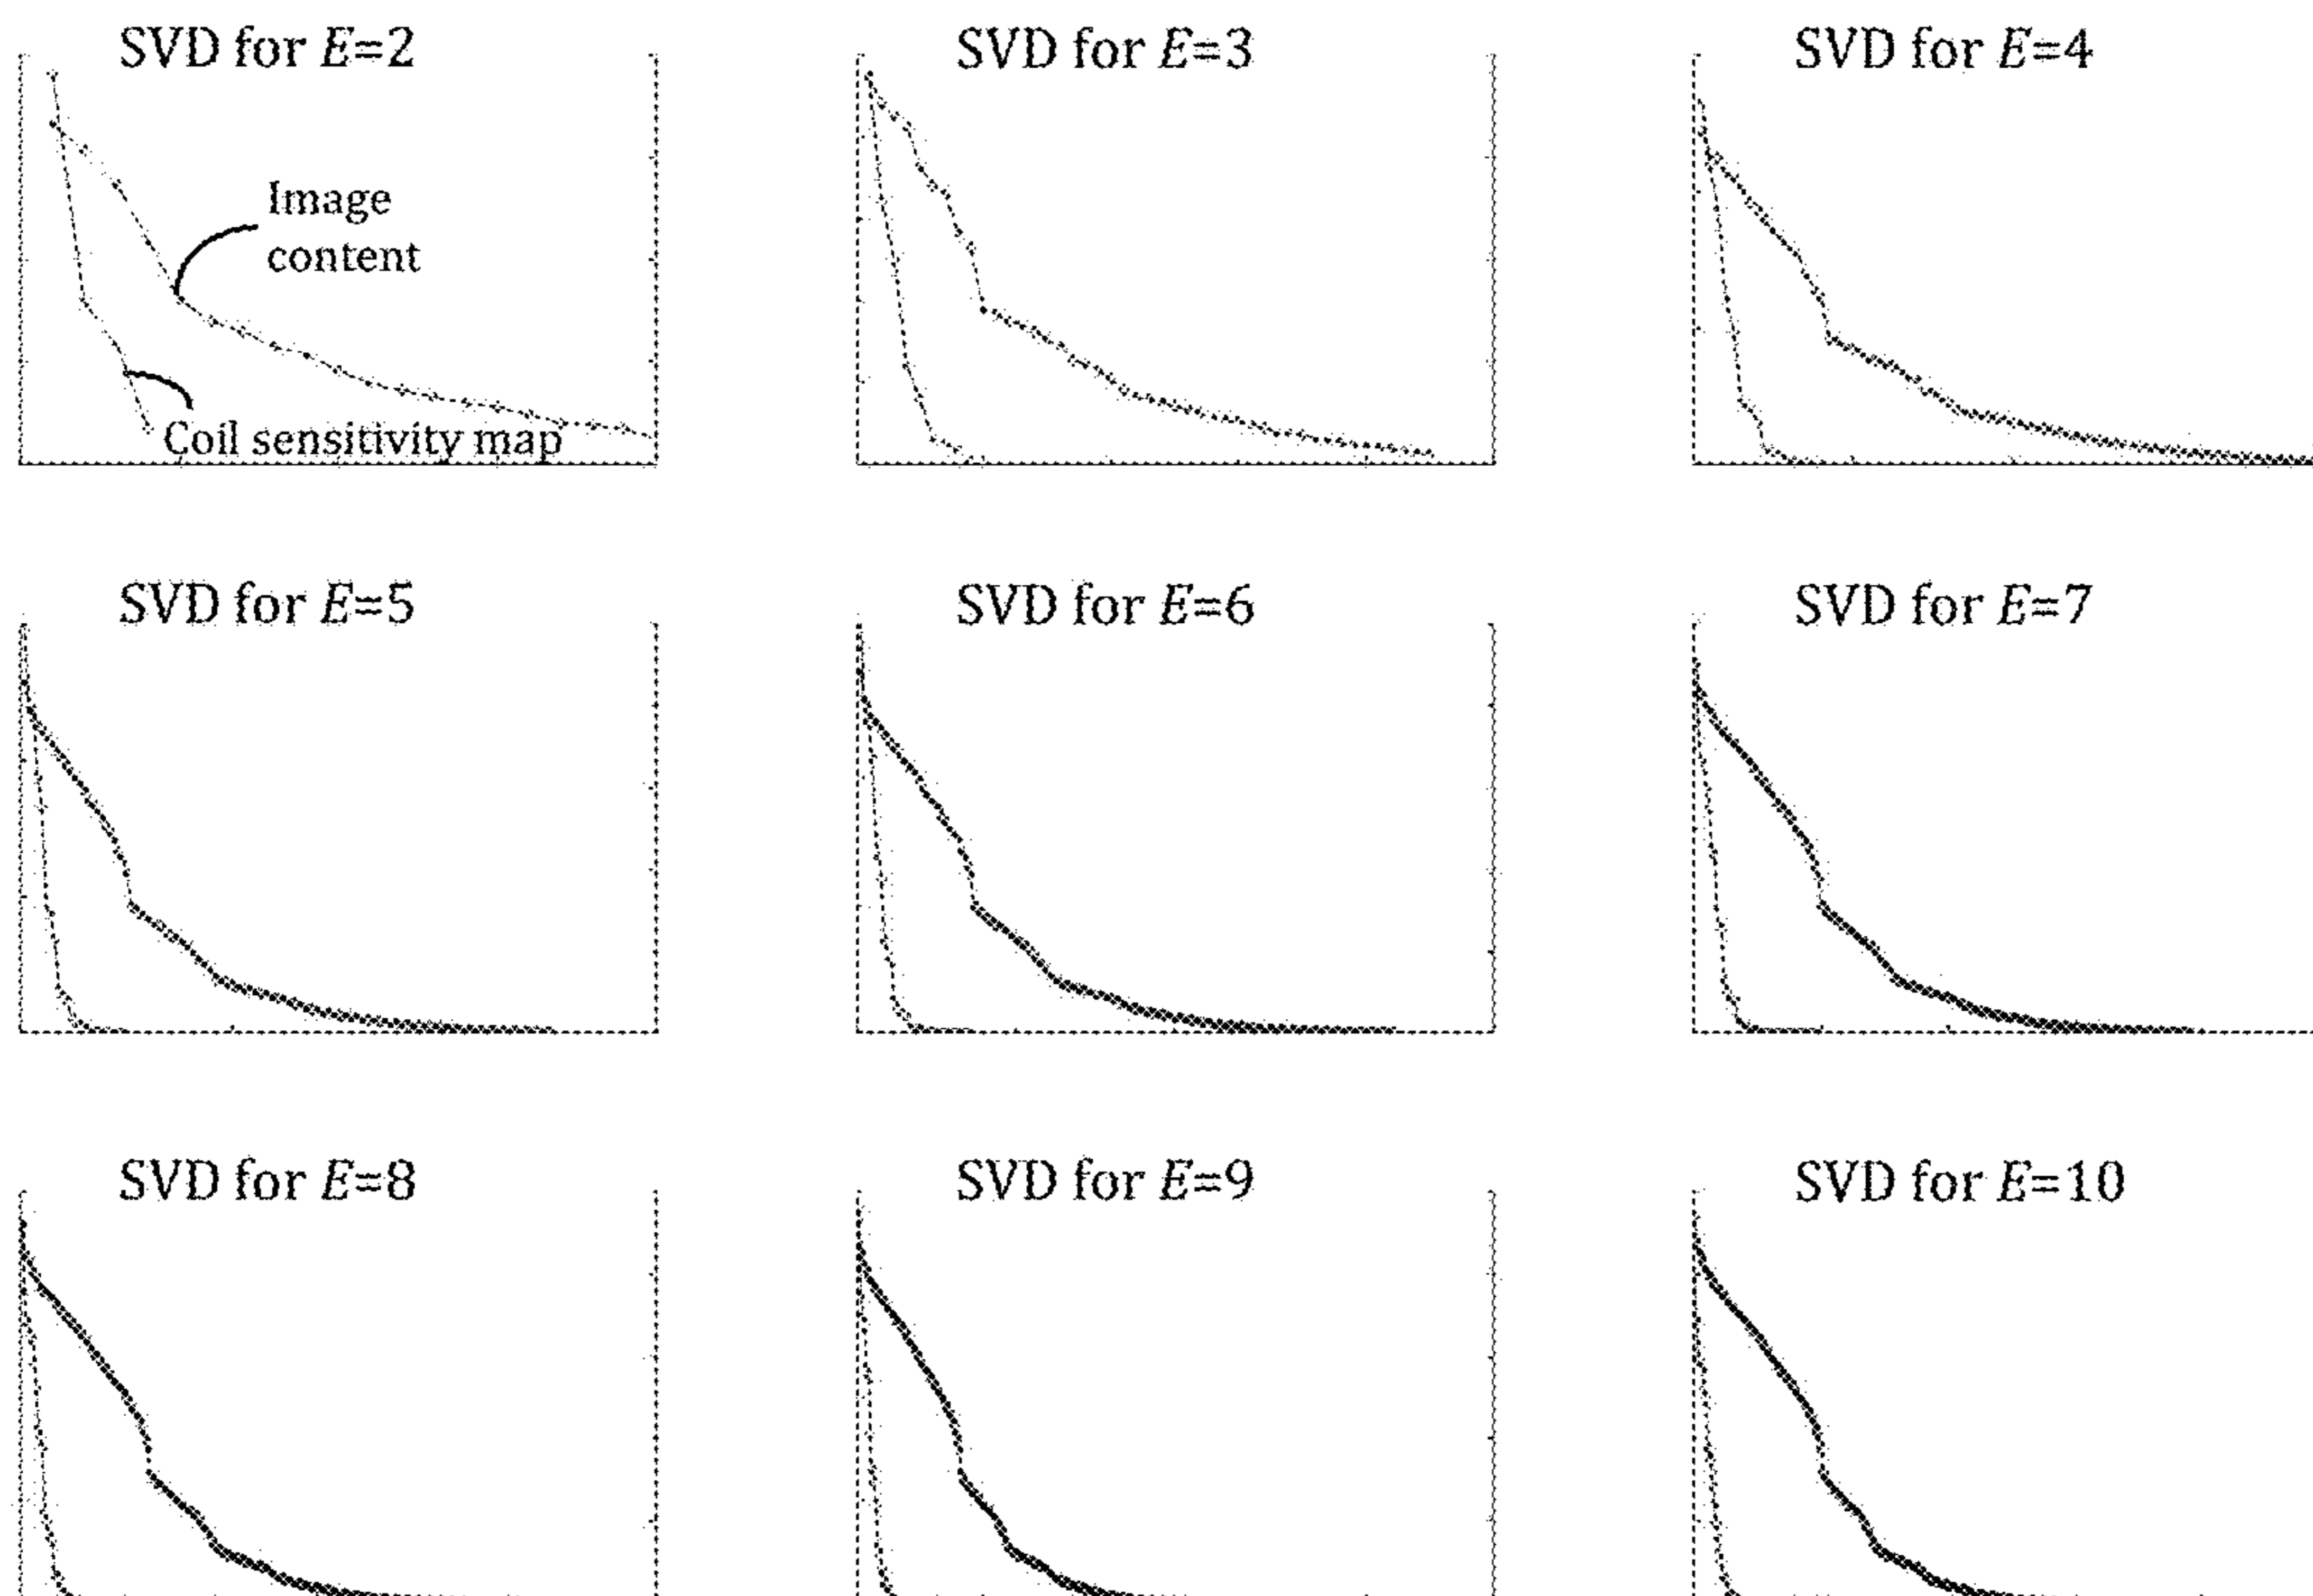 SVD for E=2
SVD for E=3
SVD for E=4
Image
content
Coil sensitivity map
SVD for E=5
SVD for E=6
SVD for E=7
SVD for E=8
SVD for E=9
SVD for E=10